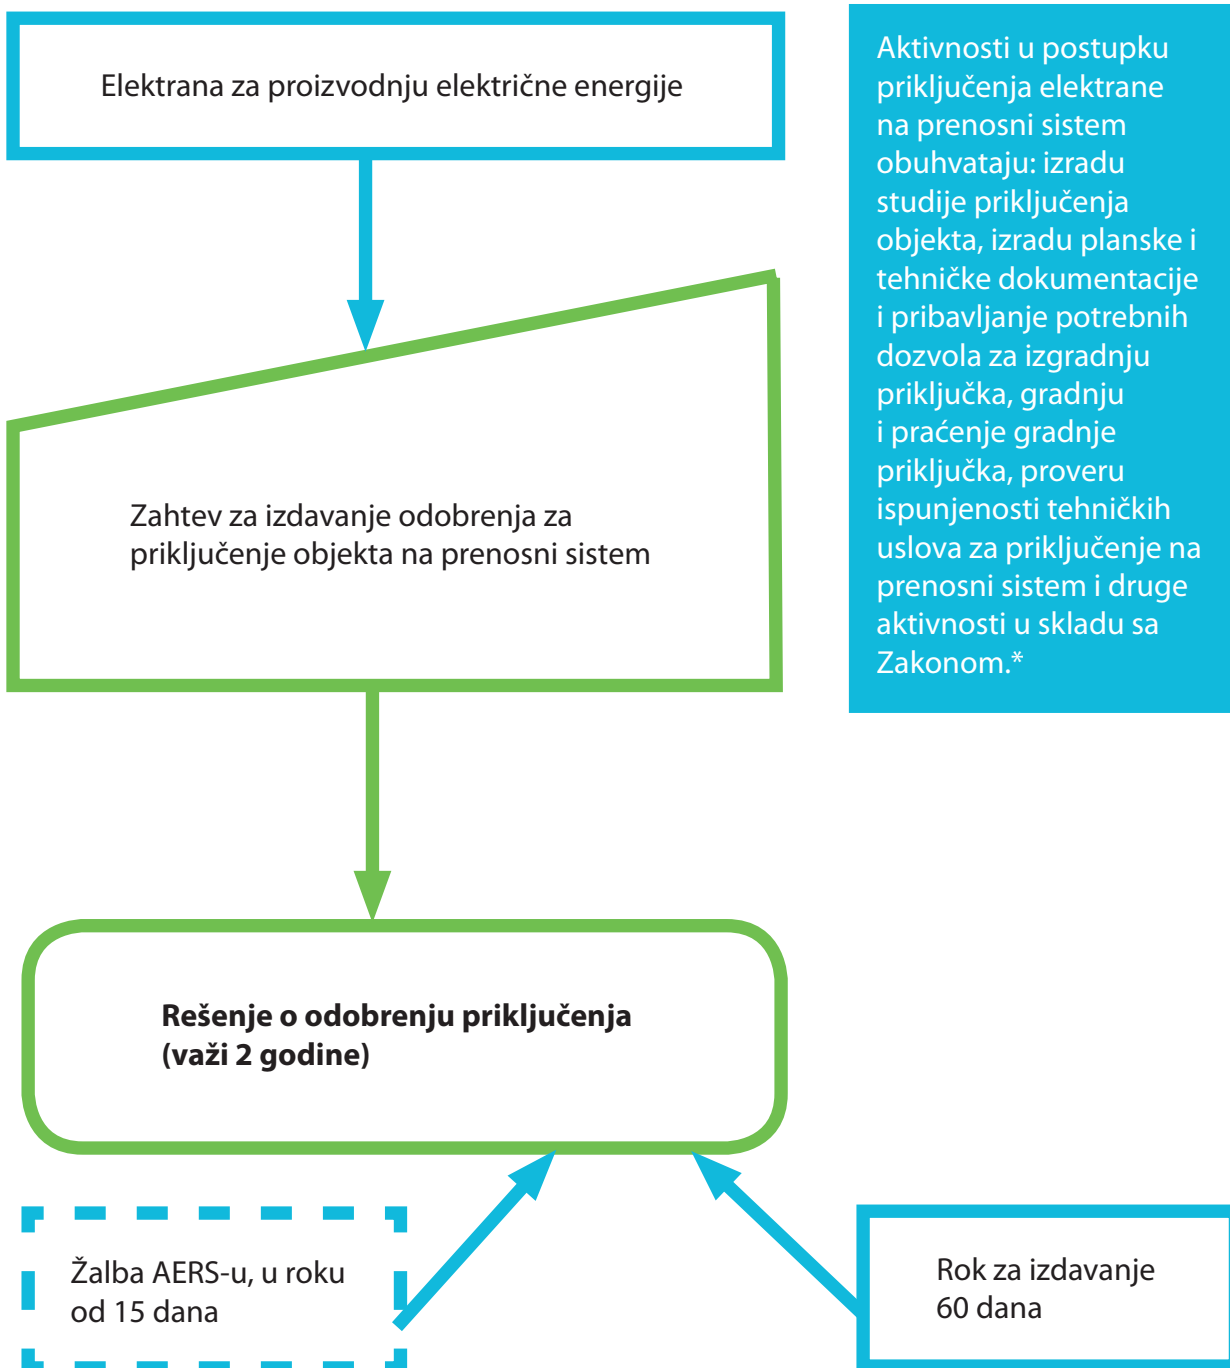 Elektrana za proizvodnju električne energije
Aktivnosti u postupku
priključenja elektrane
na prenosni sistem
obuhvataju: izradu
studije priključenja
objekta, izradu planske i
tehničke dokumentacije
i pribavljanje potrebnih
dozvola za izgradnju
priključka, gradnju
i praćenje gradnje
priključka, proveru
ispunjenosti tehničkih
uslova za priključenje na
prenosni sistem i druge
aktivnosti u skladu sa
Zakonom.*
Zahtev za izdavanje odobrenja za
priključenje objekta na prenosni sistem
Rešenje o odobrenju priključenja
(važi 2 godine)
Žalba AERS-u, u roku
od 15 dana
Rok za izdavanje
60 dana